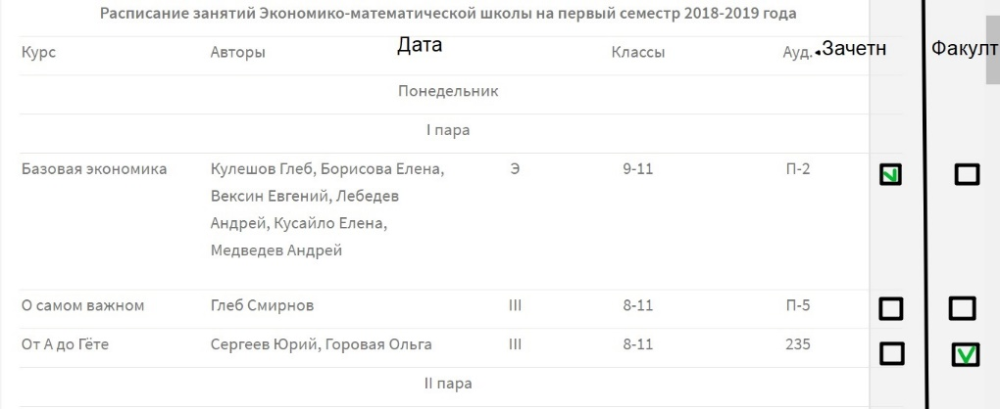 Расписание занятий Экономико-математической школы на первый семестр 2018-2019 года
Курс Авторы Дата Классы Ауд. Зачетн Факулт
Понедельник
I пара
Базовая экономика Кулешов Глеб, Борисова Елена, Э 9-11 П-2
Вексин Евгений, Лебедев
Андрей, Кусайло Елена,
Медведев Андрей
О самом важном Глеб Смирнов III 8-11 П-5
От А до Гёте Сергеев Юрий, Горовая Ольга III 8-11 235
II пара